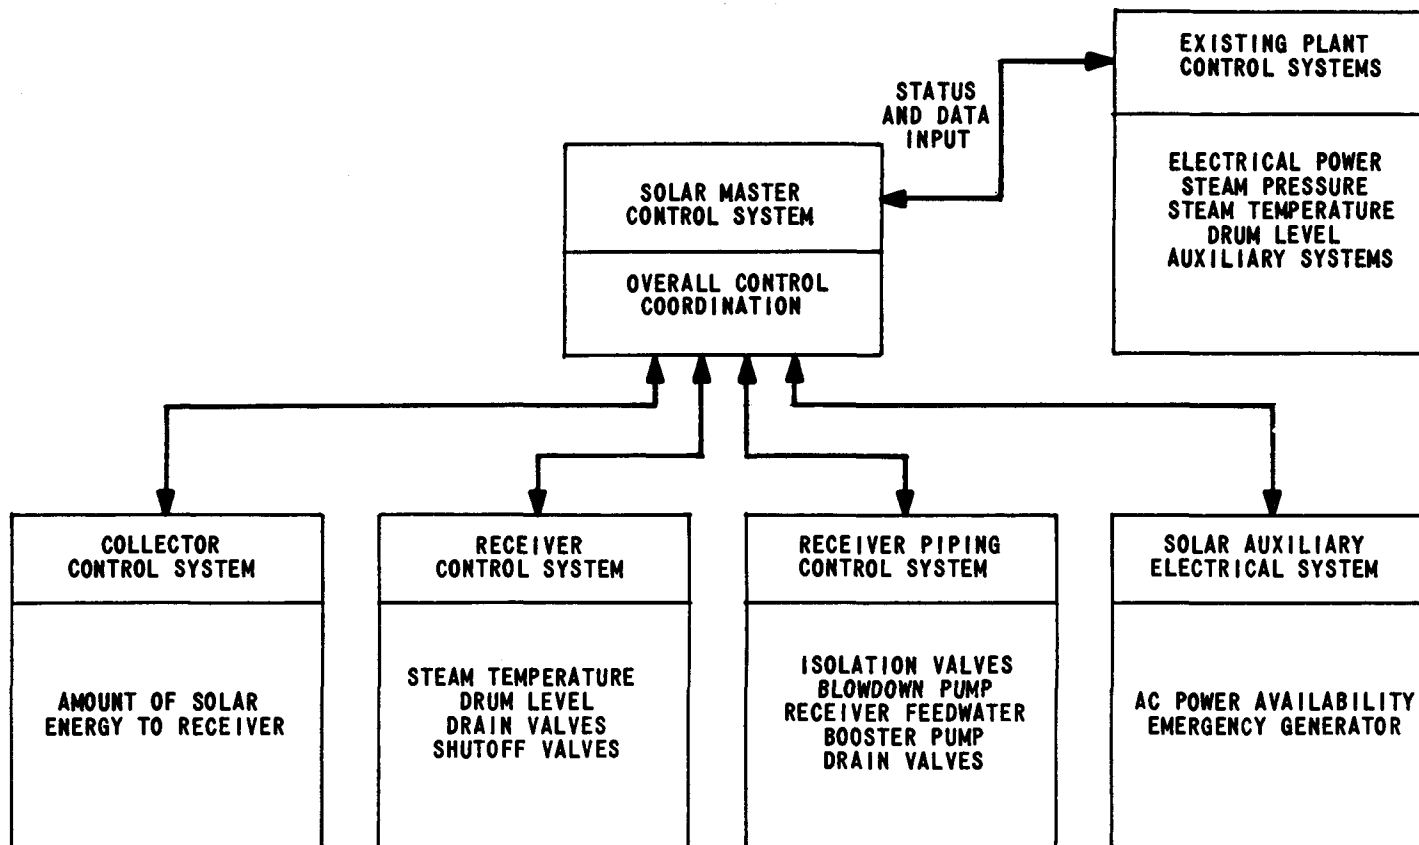 EXISTING PLANT
CONTROL SYSTEMS
STATUS
AND DATA
INPUT
ELECTRICAL POWER
STEAM PRESSURE
STEAM TEMPERATURE
DRUM LEVEL
AUXILIARY SYSTEMS
SOLAR MASTER
CONTROL SYSTEM
OVERALL CONTROL
COORDINATION
COLLECTOR
CONTROL SYSTEM
AMOUNT OF SOLAR
ENERGY TO RECEIVER
RECEIVER
CONTROL SYSTEM
STEAM TEMPERATURE
DRUM LEVEL
DRAIN VALVES
SHUTOFF VALVES
RECEIVER PIPING
CONTROL SYSTEM
ISOLATION VALVES
BLOWDOWN PUMP
RECEIVER FEEDWATER
BOOSTER PUMP
DRAIN VALVES
SOLAR AUXILIARY
ELECTRICAL SYSTEM
AC POWER AVAILABILITY
EMERGENCY GENERATOR